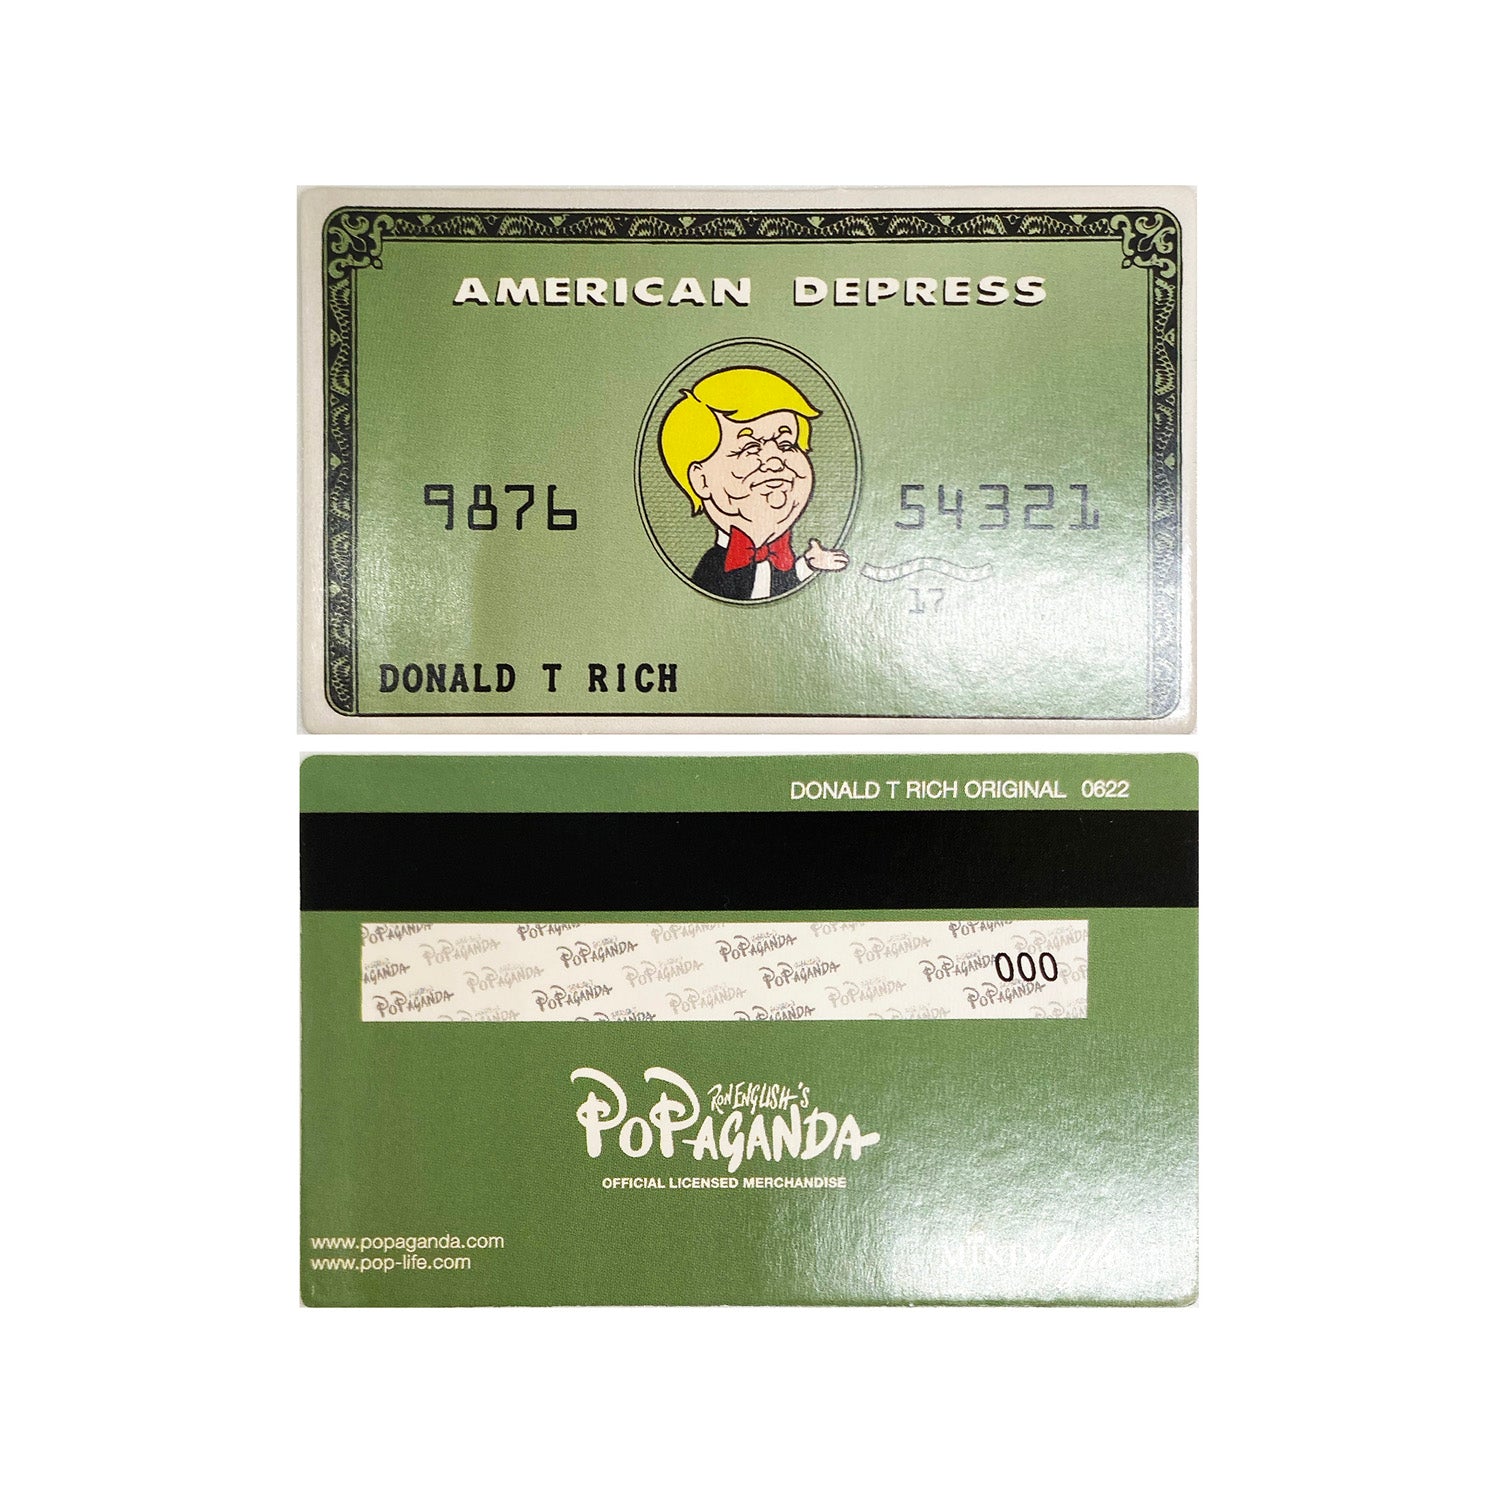 AMERICAN DEPRESS
9876 54321
17
DONALD T RICH
DONALD T RICH ORIGINAL 0622
000
RON ENGLISH'S
POPAGANDA
OFFICIAL LICENSED MERCHANDISE
www.popaganda.com
www.pop-life.com